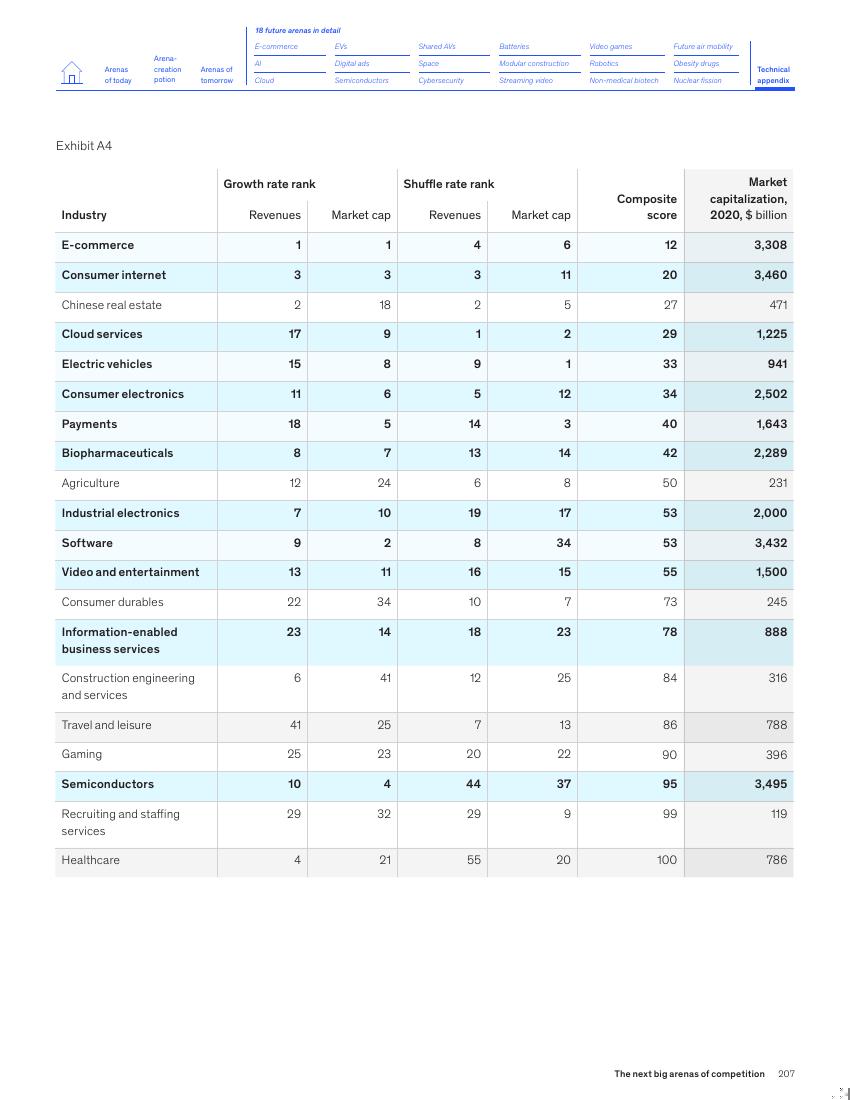 18 future arenas in detail
E-commerce EVs Shared AVs Batteries Video games Future air mobility
Arenas of today Arena-creation potion Arenas of tomorrow AI Digital ads Space Modular construction Robotics Obesity drugs Technical appendix
Cloud Semiconductors Cybersecurity Streaming video Non-medical biotech Nuclear fission
Exhibit A4
Growth rate rank Shuffle rate rank Market capitalization, 2020, $ billion
Industry Revenues Market cap Revenues Market cap Composite score
E-commerce 1 1 4 6 12 3,308
Consumer internet 3 3 3 11 20 3,460
Chinese real estate 2 18 2 5 27 471
Cloud services 17 9 1 2 29 1,225
Electric vehicles 15 8 9 1 33 941
Consumer electronics 11 6 5 12 34 2,502
Payments 18 5 14 3 40 1,643
Biopharmaceuticals 8 7 13 14 42 2,289
Agriculture 12 24 6 8 50 231
Industrial electronics 7 10 19 17 53 2,000
Software 9 2 8 34 53 3,432
Video and entertainment 13 11 16 15 55 1,500
Consumer durables 22 34 10 7 73 245
Information-enabled 23 14 18 23 78 888
business services
Construction engineering 6 41 12 25 84 316
and services
Travel and leisure 41 25 7 13 86 788
Gaming 25 23 20 22 90 396
Semiconductors 10 4 44 37 95 3,495
Recruiting and staffing 29 32 29 9 99 119
services
Healthcare 4 21 55 20 100 786
The next big arenas of competition 207